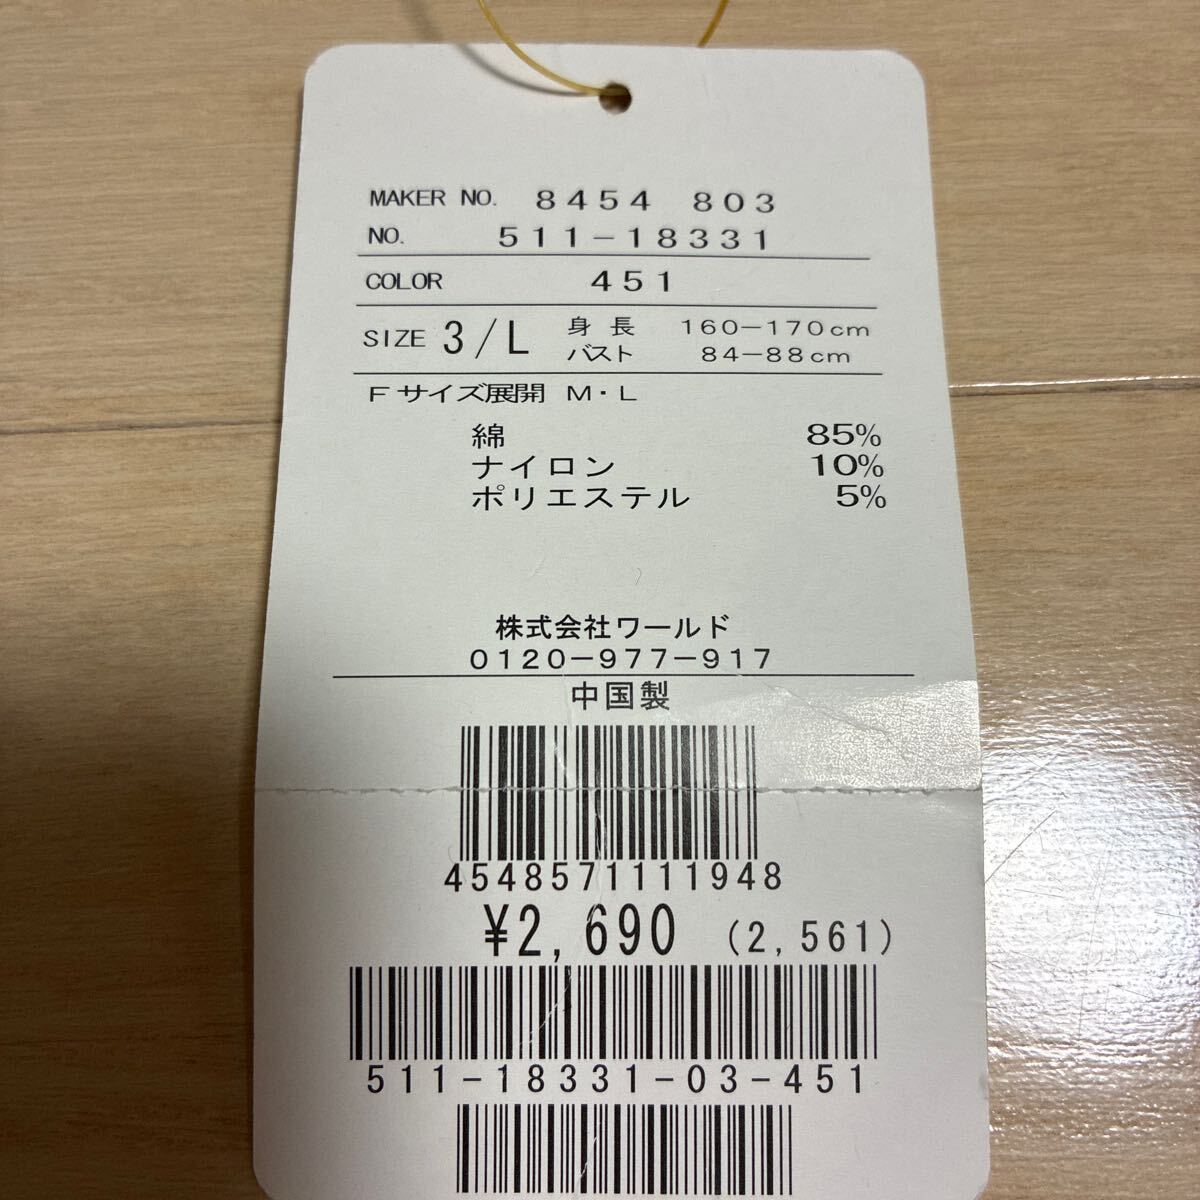 MAKER NO. 8454 803
NO. 511-18331
COLOR 451
SIZE 3/L 身長 160-170cm
バスト 84-88cm
Fサイズ展開 M・L
綿 85%
ナイロン 10%
ポリエステル 5%
株式会社ワールド
0120-977-917
中国製
4548571111948
¥2,690 (2,561)
511-18331-03-451